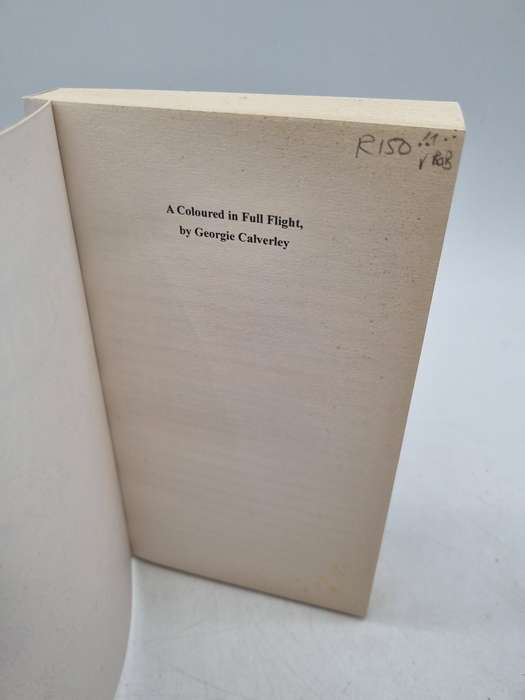 R150
A Coloured in Full Flight,
by Georgie Calverley